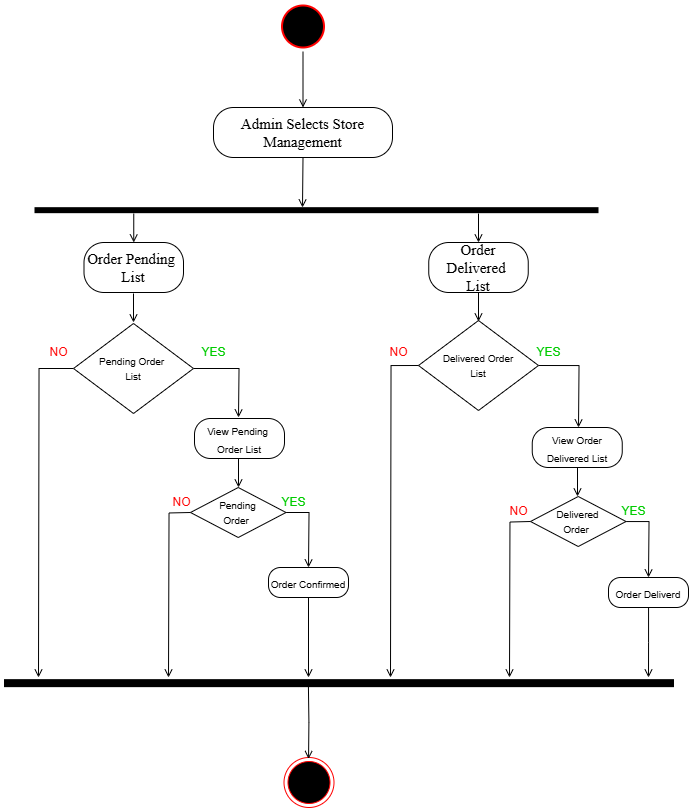 Admin Selects Store
Management
Order Pending
List
Order
Delivered
List
NO
YES
Pending Order
List
NO
YES
Delivered Order
List
View Pending
Order List
View Order
Delivered List
NO
YES
Pending
Order
NO
YES
Delivered
Order
Order Confirmed
Order Deliverd